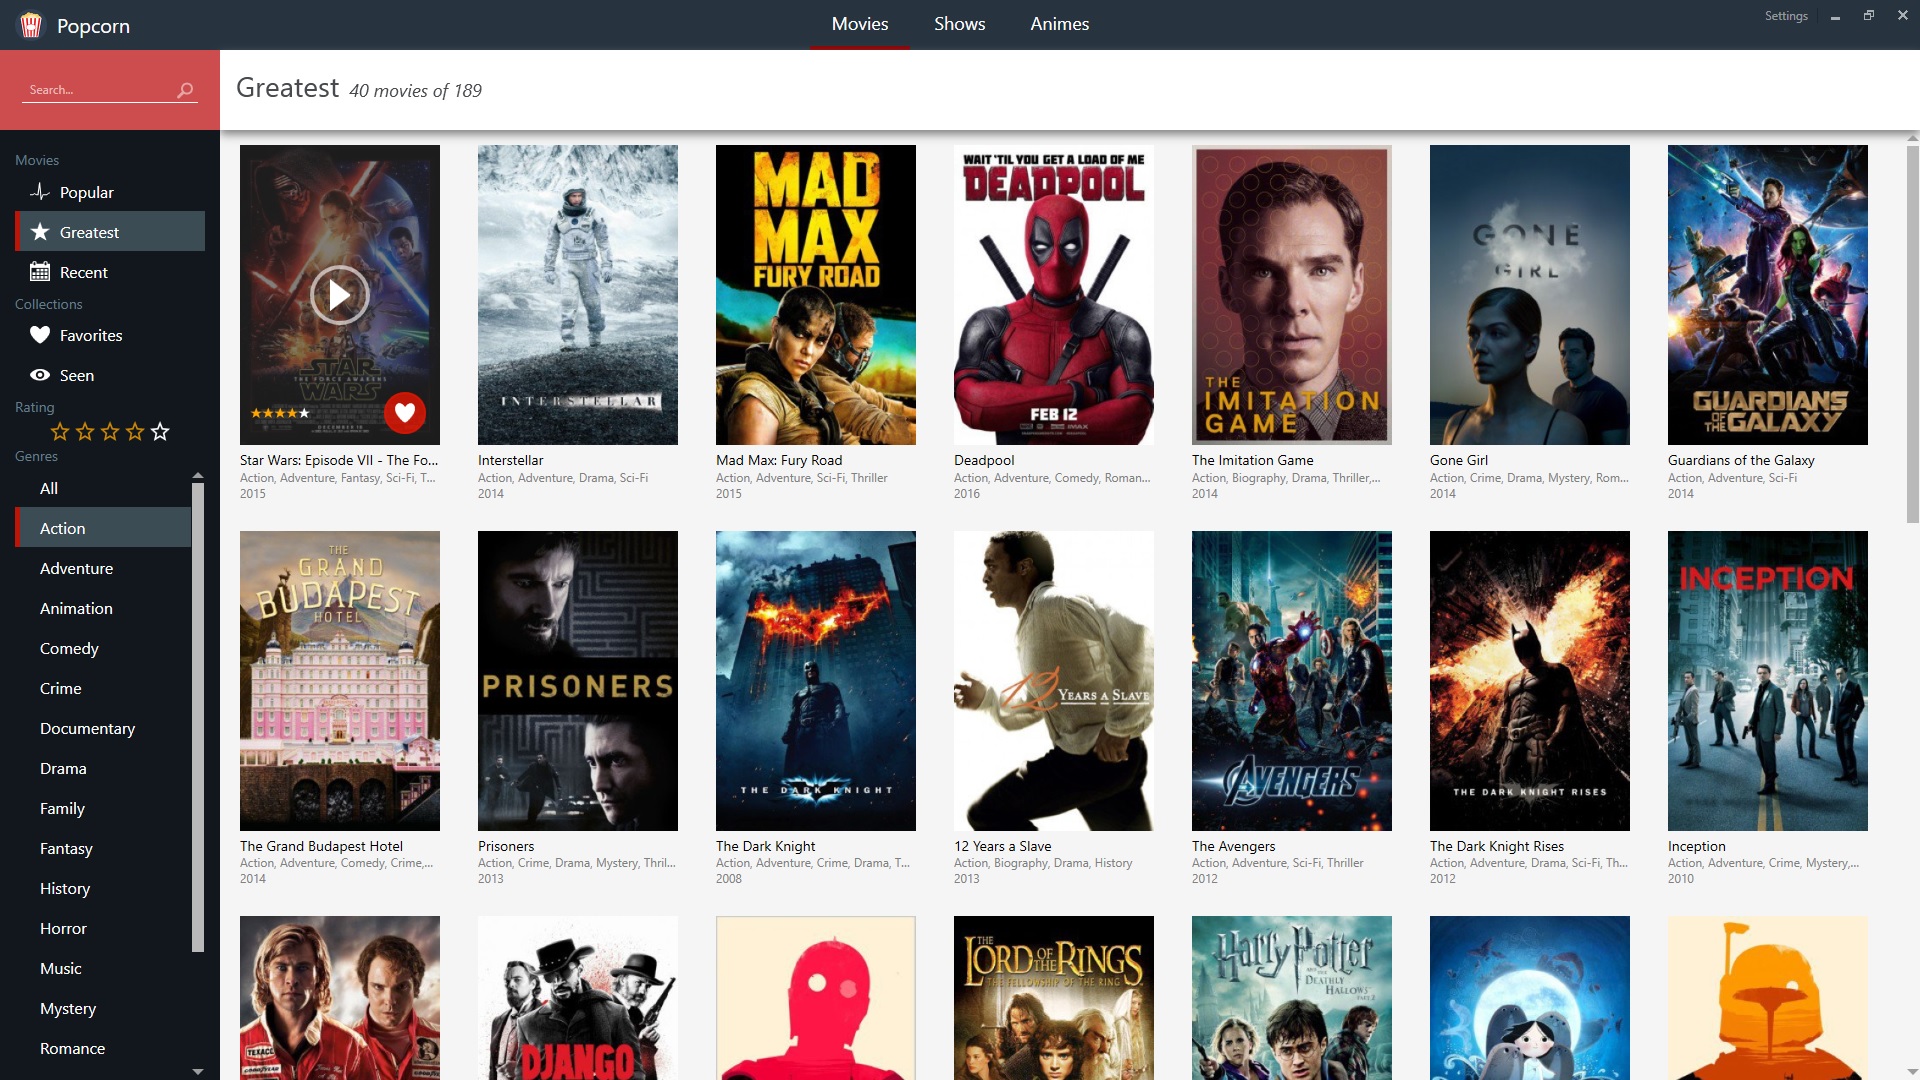 Popcorn
Movies
Shows
Animes
Settings
Search...
Greatest 40 movies of 189
Movies
Popular
Greatest
Recent
Collections
Favorites
Seen
Rating
Genres
All
Action
Adventure
Animation
Comedy
Crime
Documentary
Drama
Family
Fantasy
History
Horror
Music
Mystery
Romance
STAR
THE FORCE AWAKENS
WARS
DECEMBER 18
Star Wars: Episode VII - The Fo...
Action, Adventure, Fantasy, Sci-Fi, T...
2015
INTERSTELLAR
Interstellar
Action, Adventure, Drama, Sci-Fi
2014
MAD
MAX
FURY ROAD
Mad Max: Fury Road
Action, Adventure, Sci-Fi, Thriller
2015
WAIT 'TIL YOU GET A LOAD OF ME
DEADPOOL
FEB 12
IMAX
Deadpool
Action, Adventure, Comedy, Roman...
2016
THE
IMITATION
GAME
The Imitation Game
Action, Biography, Drama, Thriller,...
2014
GONE
GIRL
Gone Girl
Action, Crime, Drama, Mystery, Rom...
2014
GUARDIANS
OF THE GALAXY
Guardians of the Galaxy
Action, Adventure, Sci-Fi
2014
THE
GRAND
BUDAPEST
HOTEL
The Grand Budapest Hotel
Action, Adventure, Comedy, Crime,...
2014
PRISONERS
Prisoners
Action, Crime, Drama, Mystery, Thril...
2013
THE DARK KNIGHT
The Dark Knight
Action, Adventure, Crime, Drama, T...
2008
12 YEARS A SLAVE
12 Years a Slave
Action, Biography, Drama, History
2013
AVENGERS
The Avengers
Action, Adventure, Sci-Fi, Thriller
2012
THE DARK KNIGHT RISES
The Dark Knight Rises
Action, Adventure, Drama, Sci-Fi, Th...
2012
INCEPTION
Inception
Action, Adventure, Crime, Mystery,...
2010
TEXACO
DJANGO
THE
LORD OF THE RINGS
THE FELLOWSHIP OF THE RING
Harry Potter
AND THE
DEATHLY
HALLOWS
PART 2